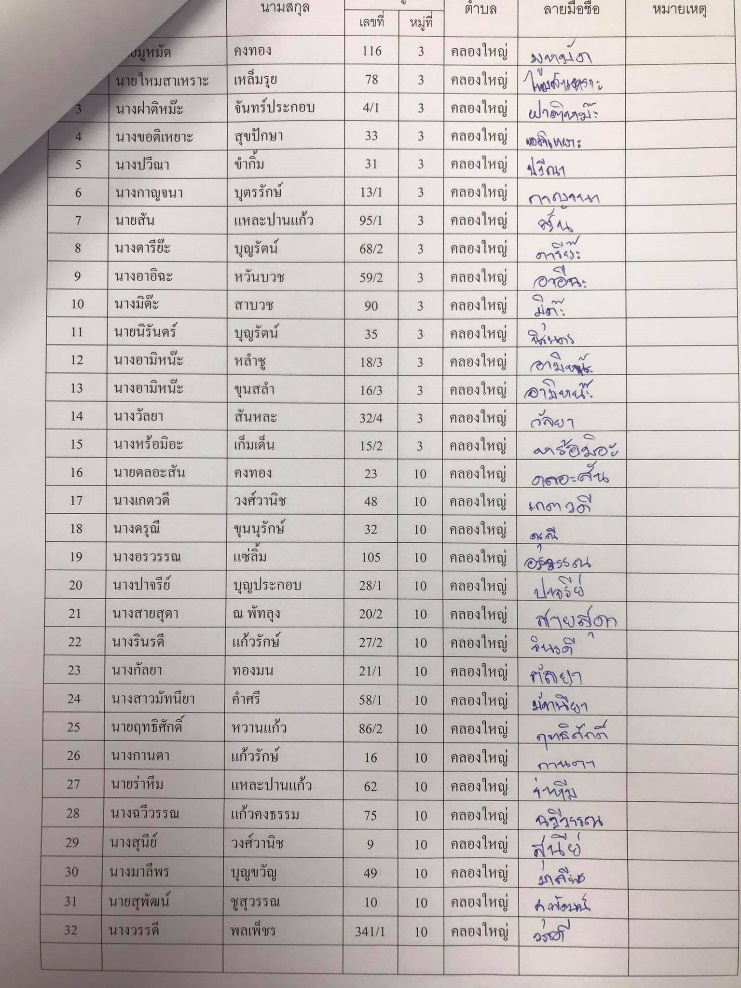 นามสกุล ตำบล ลายมือชื่อ หมายเหตุ
เลขที่ หมู่ที่
คงทอง 116 3 คลองใหญ่ มูหมัด
นายไหมสาเหราะ เหล็มรุย 78 3 คลองใหญ่ ไหมสาเหราะ
3 นางฝาติหม๊ะ จันทร์ประกอบ 4/1 3 คลองใหญ่ ฝาติหม๊ะ
4 นางขอติเหยาะ สุขปักษา 33 3 คลองใหญ่ ขอติเหยาะ
5 นางปวีณา ขำกิ้ม 31 3 คลองใหญ่ ปวีณา
6 นางกาญจนา บุตรรักษ์ 13/1 3 คลองใหญ่ กาญจนา
7 นายสัน แหละปานแก้ว 95/1 3 คลองใหญ่ สัน
8 นางดารีย๊ะ บุญรัตน์ 68/2 3 คลองใหญ่ ดารีย๊ะ
9 นางอาอิฉะ หวันบวช 59/2 3 คลองใหญ่ อาอีฉะ
10 นางมิต๊ะ สาบวช 90 3 คลองใหญ่ มิต๊ะ
11 นายนิรันดร์ บุญรัตน์ 35 3 คลองใหญ่
12 นางอามิหน๊ะ หลำชู 18/3 3 คลองใหญ่ อามิหน๊ะ
13 นางอามิหน๊ะ ขุนสลำ 16/3 3 คลองใหญ่ อามิหน๊ะ
14 นางวัลยา สันหละ 32/4 3 คลองใหญ่ วัลยา
15 นางหร้อมิอะ เก็มเด็น 15/2 3 คลองใหญ่ หร้อมิอะ
16 นายดลอะสัน คงทอง 23 10 คลองใหญ่ ดลอะสัน
17 นางเกตวดี วงศ์วานิช 48 10 คลองใหญ่ เกตวดี
18 นางดรุณี ขุนนุรักษ์ 32 10 คลองใหญ่
19 นางอรวรรณ แซ่ลิ้ม 105 10 คลองใหญ่ อรวรรณ
20 นางปาจรีย์ บุญประกอบ 28/1 10 คลองใหญ่ ปาจรีย์
21 นางสายสุดา ณ พัทลุง 20/2 10 คลองใหญ่ สายสุดา
22 นางรินรดี แก้วรักษ์ 27/2 10 คลองใหญ่ รินรดี
23 นางกัลยา ทองมน 21/1 10 คลองใหญ่ กัลยา
24 นางสาวมัทนียา คำศรี 58/1 10 คลองใหญ่ มัทนียา
25 นายฤทธิศักดิ์ หวานแก้ว 86/2 10 คลองใหญ่ ฤทธิศักดิ์
26 นางกานดา แก้วรักษ์ 16 10 คลองใหญ่ กานดา
27 นายร่าหีม แหละปานแก้ว 62 10 คลองใหญ่ ร่าหีม
28 นางฉวีวรรณ แก้วคงธรรม 75 10 คลองใหญ่ ฉวีวรรณ
29 นางสุนีย์ วงศ์วานิช 9 10 คลองใหญ่ สุนีย์
30 นางมาลีพร บุญขวัญ 49 10 คลองใหญ่ มาลีพร
31 นายสุพัฒน์ ชูสุวรรณ 10 10 คลองใหญ่
32 นางวรรดี พลเพ็ชร 341/1 10 คลองใหญ่